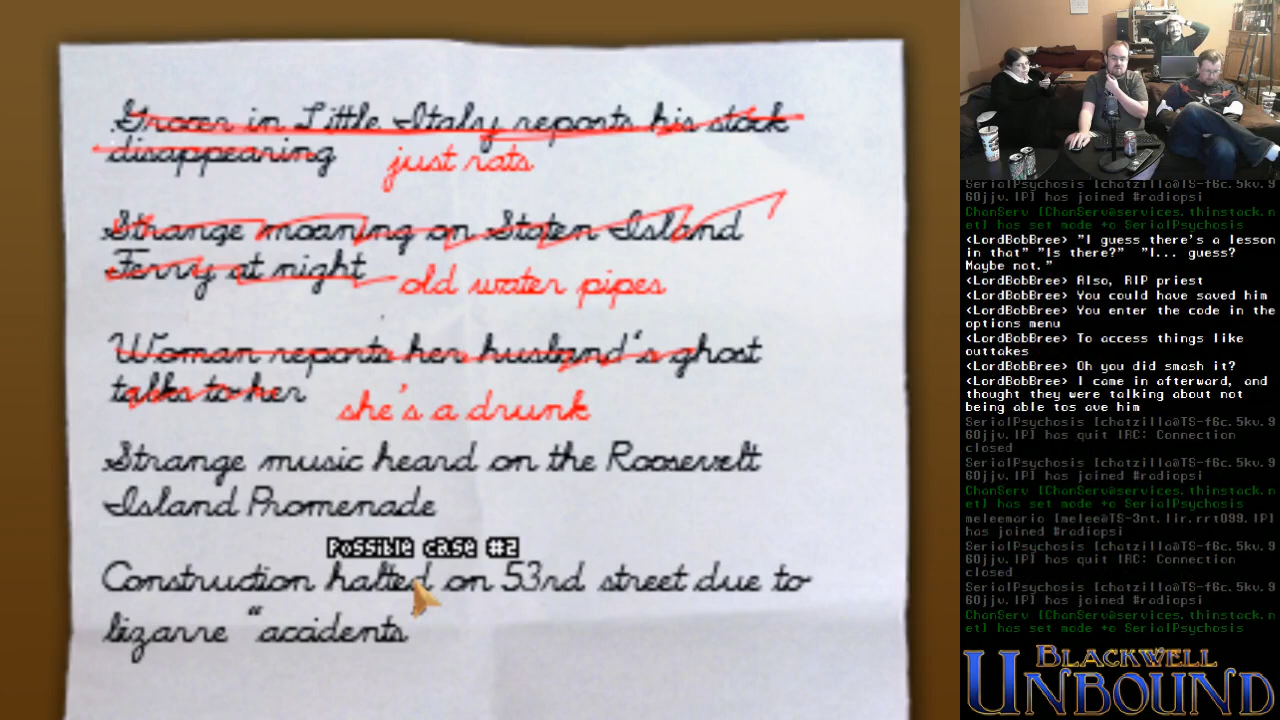 Grocer in Little Italy reports his stock
disappearing just rats
Strange moaning on Staten Island
Ferry at night old water pipes
Woman reports her husband's ghost
talks to her she's a drunk
Strange music heard on the Roosevelt
Island Promenade
Possible case #2
Construction halted on 53rd street due to
bizarre "accidents
SerialPsychosis [chatzilla@TS-f6c.5kv.9
60jjv.IP] has joined #radiopsi
ChanServ [ChanServ@services.thinstack.n
et] has set mode +o SerialPsychosis
<LordBobBree> "I guess there's a lesson
in that" "Is there?" "I... guess?
Maybe not."
<LordBobBree> Also, RIP priest
<LordBobBree> You could have saved him
<LordBobBree> You enter the code in the
options menu
<LordBobBree> To access things like
outtakes
<LordBobBree> Oh you did smash it?
<LordBobBree> I came in afterward, and
thought they were talking about not
being able tos ave him
SerialPsychosis [chatzilla@TS-f6c.5kv.9
60jjv.IP] has quit IRC: Connection
closed
SerialPsychosis [chatzilla@TS-f6c.5kv.9
60jjv.IP] has joined #radiopsi
ChanServ [ChanServ@services.thinstack.n
et] has set mode +o SerialPsychosis
meleemario [melee@TS-3nt.llr.rrt099.IP]
has joined #radiopsi
SerialPsychosis [chatzilla@TS-f6c.5kv.9
60jjv.IP] has quit IRC: Connection
closed
SerialPsychosis [chatzilla@TS-f6c.5kv.9
60jjv.IP] has joined #radiopsi
ChanServ [ChanServ@services.thinstack.n
et] has set mode +o SerialPsychosis
BLACKWELL
UNBOUND